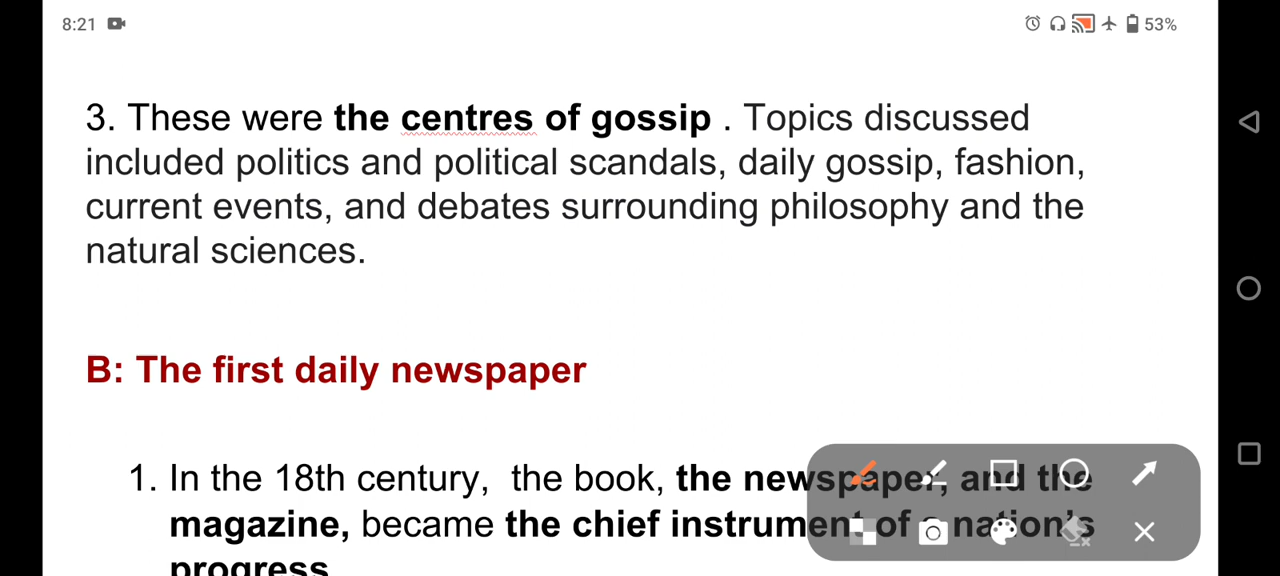 8:21
53%
3. These were the centres of gossip . Topics discussed
included politics and political scandals, daily gossip, fashion,
current events, and debates surrounding philosophy and the
natural sciences.
B: The first daily newspaper
1. In the 18th century, the book, the newspaper, and the
magazine, became the chief instrument of a nation's
progress